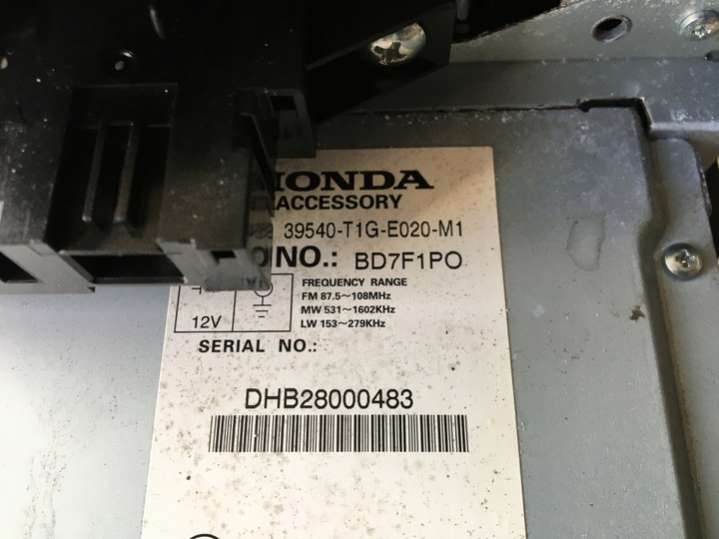 HONDA
ACCESSORY
39540-T1G-E020-M1
NO.: BD7F1PO
FREQUENCY RANGE
FM 87.5~108MHz
MW 531~1602KHz
LW 153~279KHz
12V
SERIAL NO.:
DHB28000483